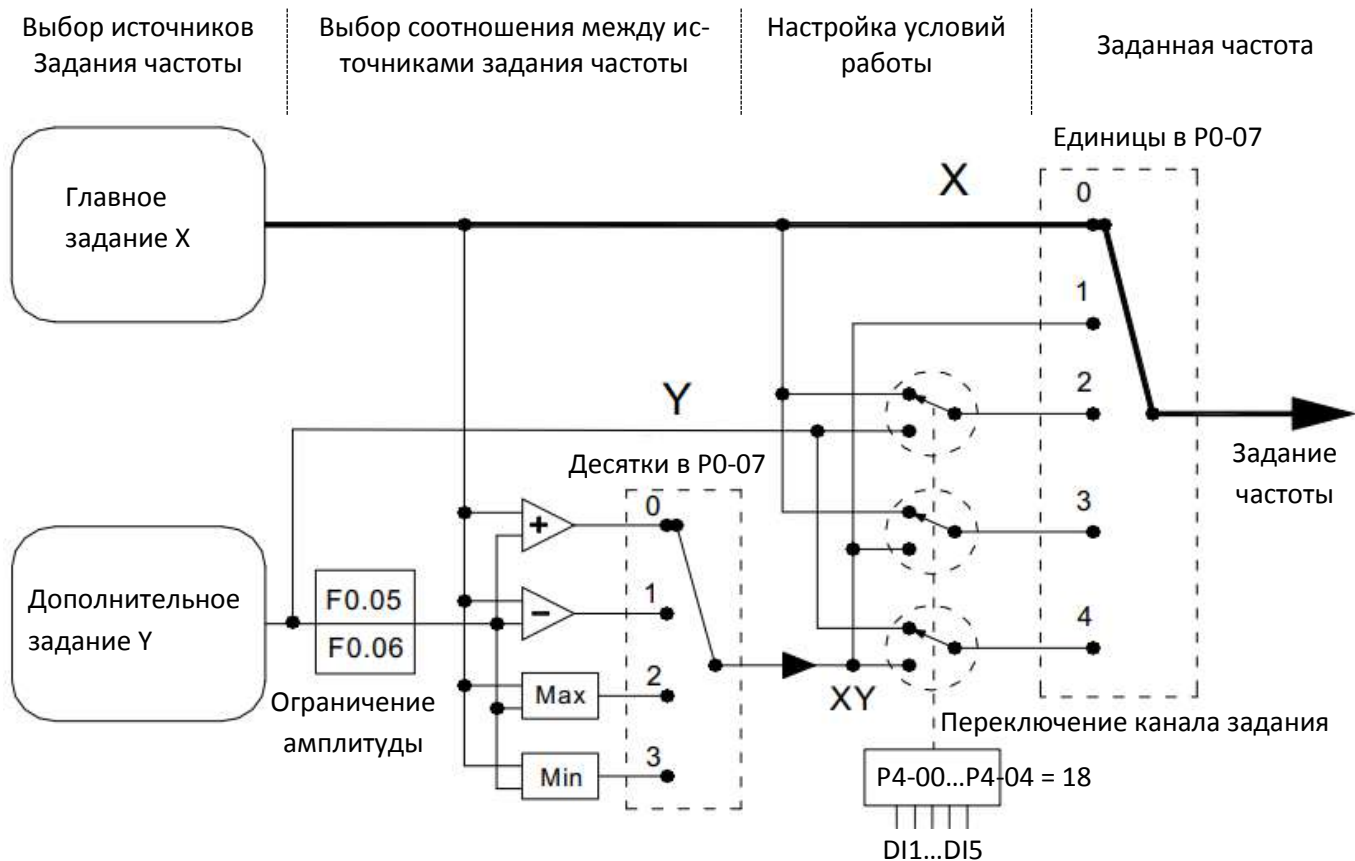 Выбор источников
Задания частоты
Выбор соотношения между ис-
точниками задания частоты
Настройка условий
работы
Заданная частота
Единицы в P0-07
Главное
задание X
X
0
1
2
3
4
Y
Десятки в P0-07
0
1
2
3
+
−
Max
Min
Дополнительное
задание Y
F0.05
F0.06
Ограничение
амплитуды
XY
Задание
частоты
Переключение канала задания
P4-00...P4-04 = 18
DI1...DI5